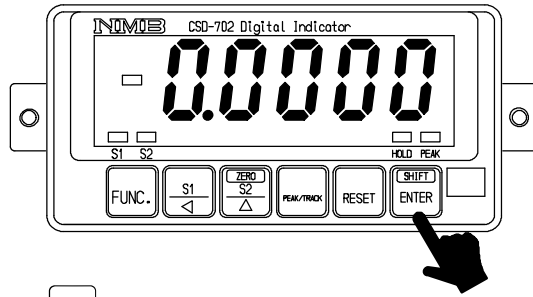 NMB CSD-702 Digital Indicator
0.0000
S1 S2 HOLD PEAK
ZERO SHIFT
FUNC. S1 S2 PEAK/TRACK RESET ENTER